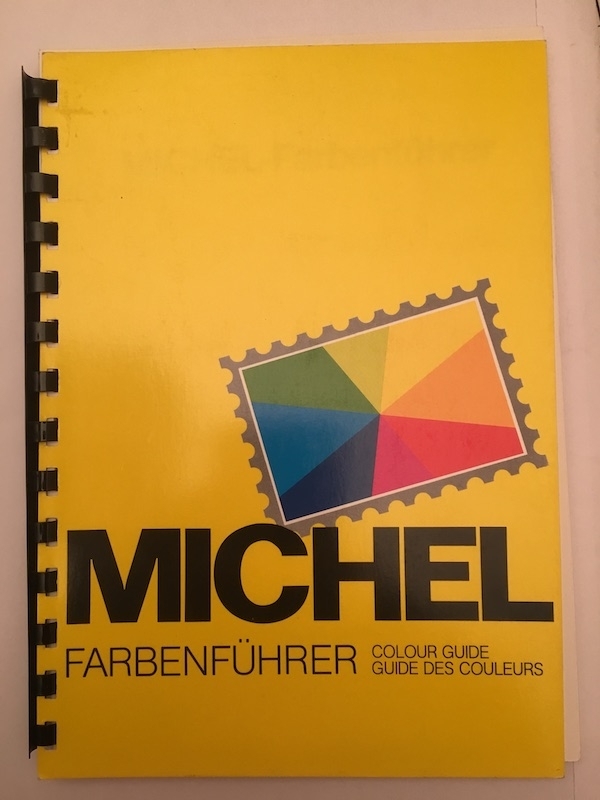 MICHEL
FARBENFÜHRER
COLOUR GUIDE
GUIDE DES COULEURS